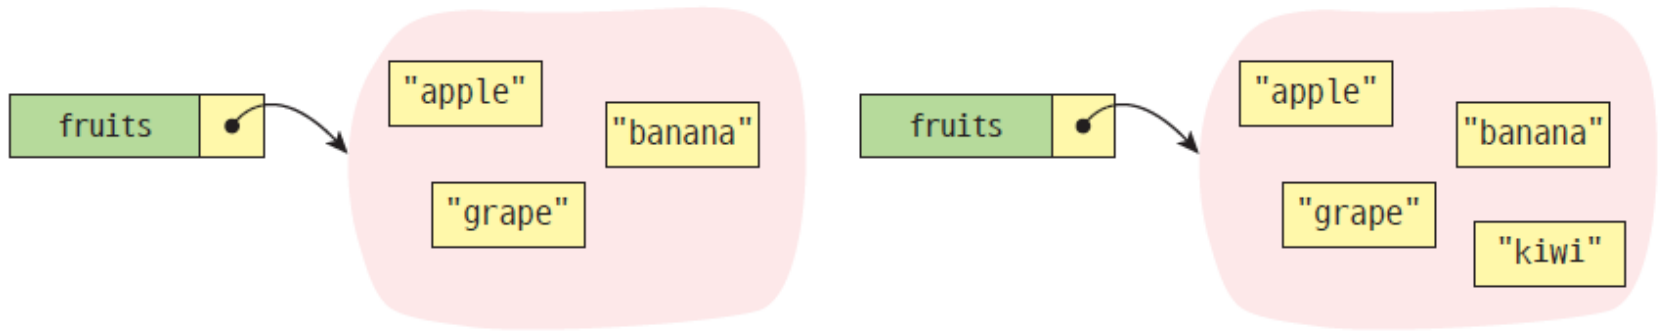 fruits
"apple"
"banana"
"grape"
fruits
"apple"
"banana"
"grape"
"kiwi"